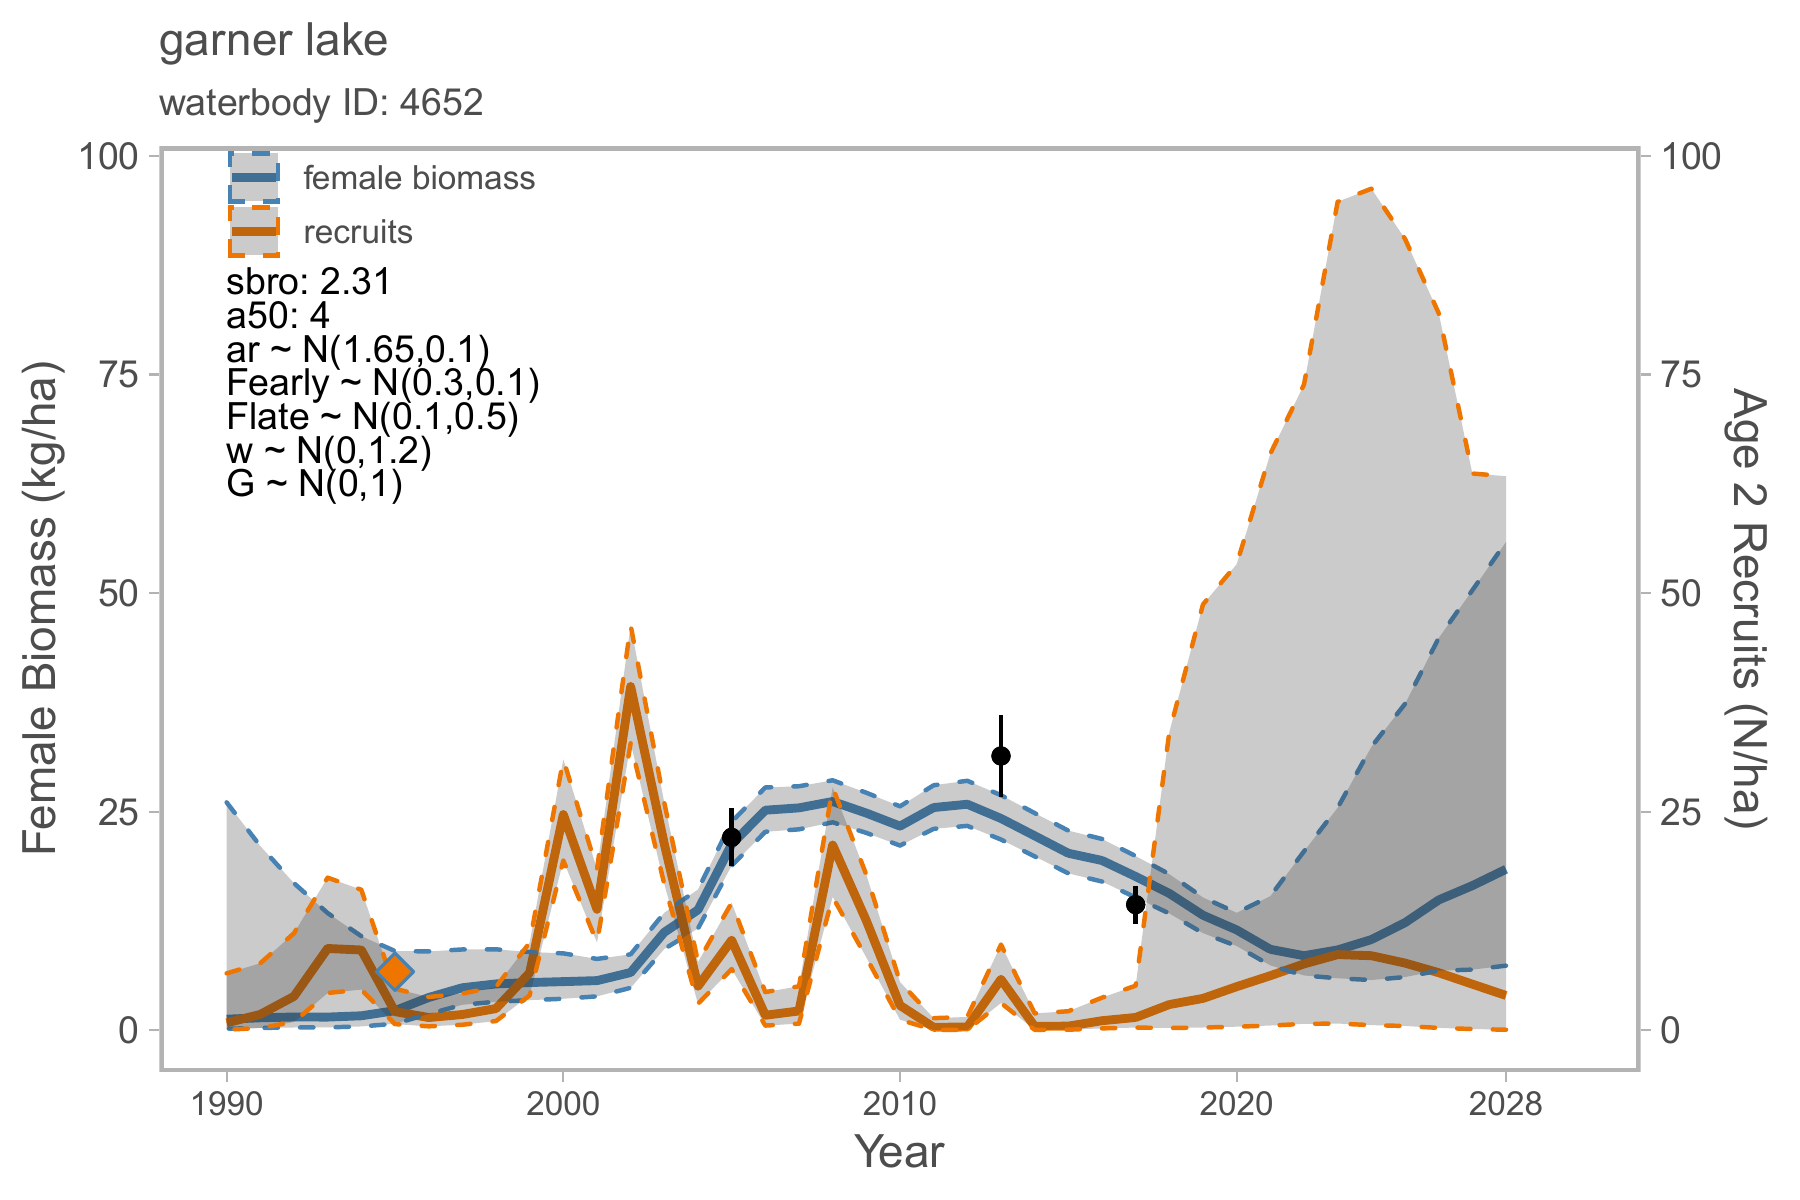 garner lake
waterbody ID: 4652
female biomass
recruits
sbro: 2.31
a50: 4
ar ~ N(1.65,0.1)
Fearly ~ N(0.3,0.1)
Flate ~ N(0.1,0.5)
w ~ N(0,1.2)
G ~ N(0,1)
Female Biomass (kg/ha)
100
75
50
25
0
100
75
50
25
0
Age 2 Recruits (N/ha)
1990 2000 2010 2020 2028
Year